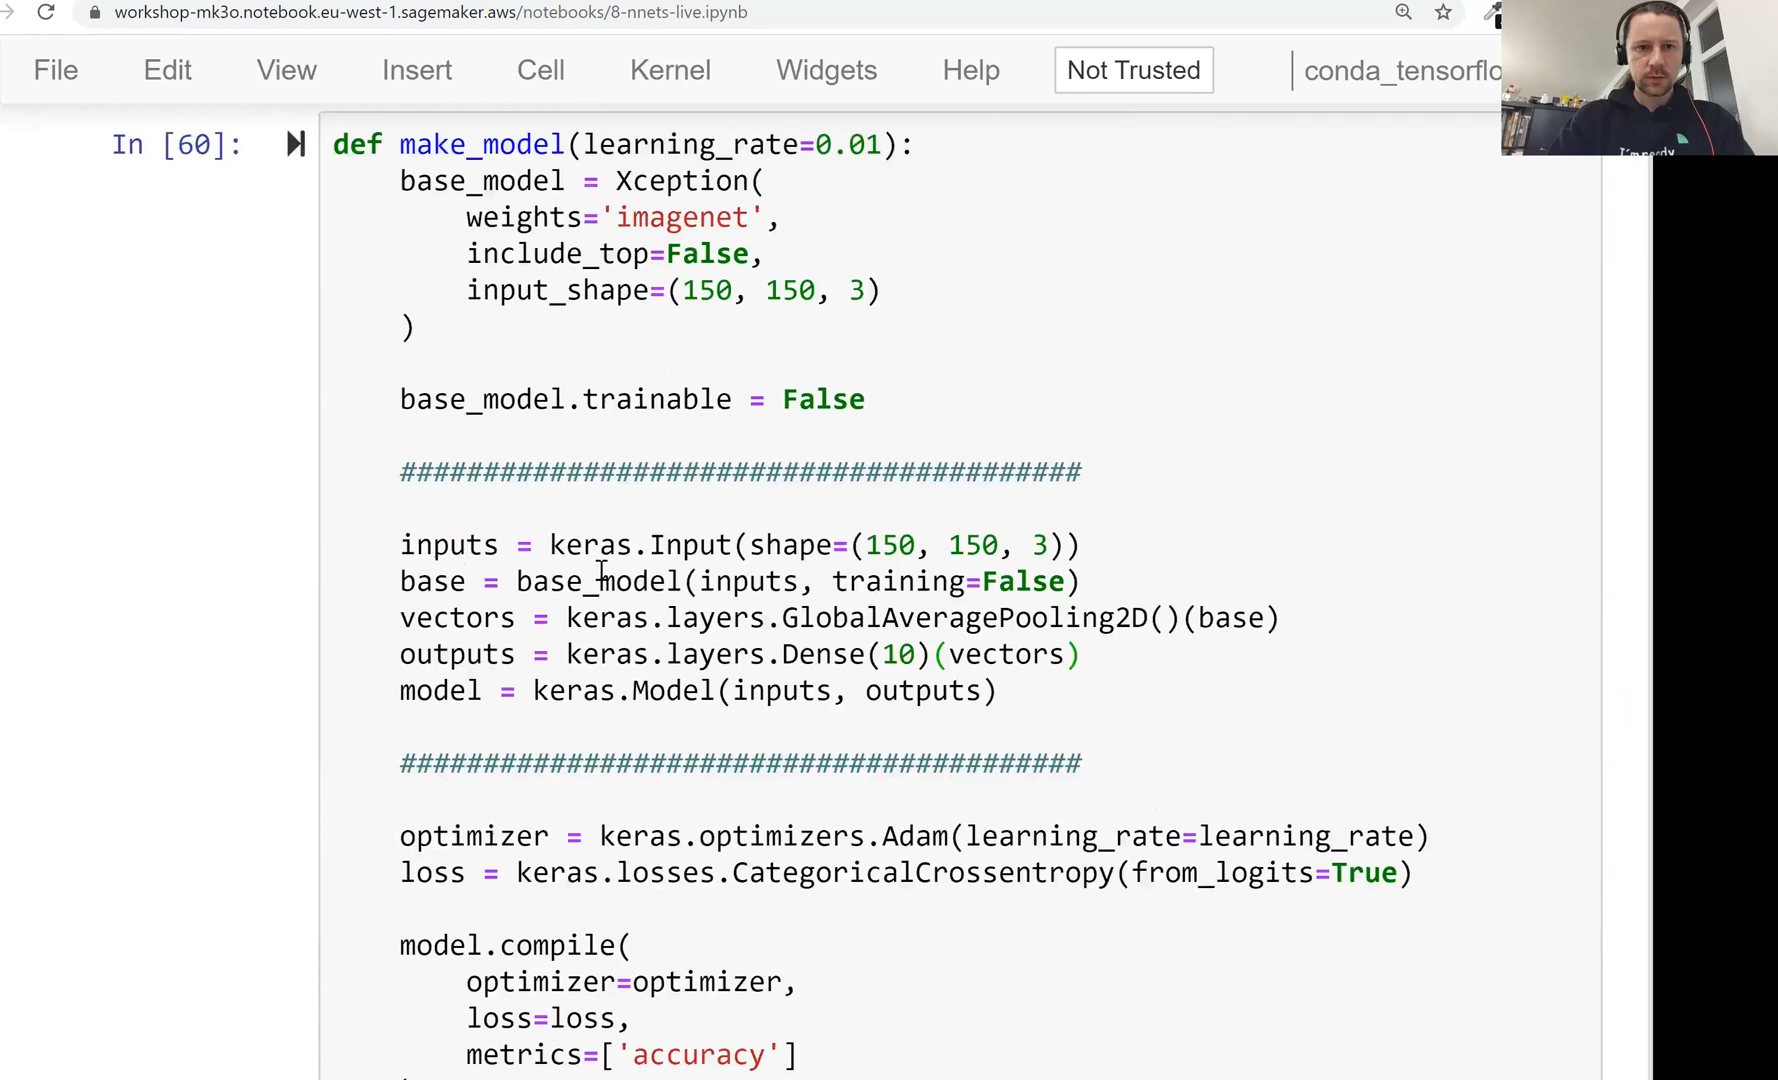 workshop-mk3o.notebook.eu-west-1.sagemaker.aws/notebooks/8-nnets-live.ipynb
File Edit View Insert Cell Kernel Widgets Help Not Trusted conda_tensorflo
In [60]: def make_model(learning_rate=0.01):
base_model = Xception(
weights='imagenet',
include_top=False,
input_shape=(150, 150, 3)
)
base_model.trainable = False
#########################################
inputs = keras.Input(shape=(150, 150, 3))
base = base_model(inputs, training=False)
vectors = keras.layers.GlobalAveragePooling2D()(base)
outputs = keras.layers.Dense(10)(vectors)
model = keras.Model(inputs, outputs)
#########################################
optimizer = keras.optimizers.Adam(learning_rate=learning_rate)
loss = keras.losses.CategoricalCrossentropy(from_logits=True)
model.compile(
optimizer=optimizer,
loss=loss,
metrics=['accuracy']